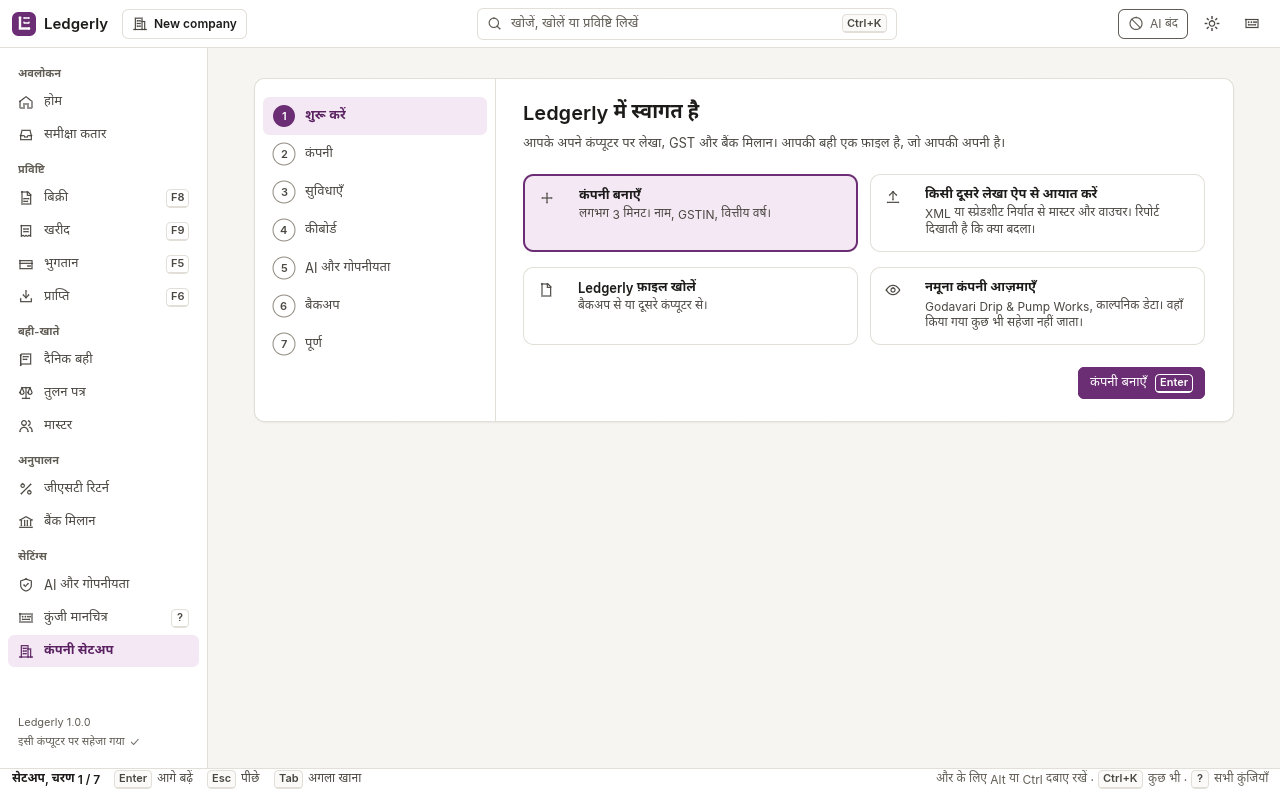 Ledgerly
New company
खोजें, खोलें या प्रविष्टि लिखें
Ctrl+K
AI बंद
अवलोकन
होम
समीक्षा कतार
प्रविष्टि
बिक्री F8
खरीद F9
भुगतान F5
प्राप्ति F6
बही-खाते
दैनिक बही
तुलन पत्र
मास्टर
अनुपालन
जीएसटी रिटर्न
बैंक मिलान
सेटिंग्स
AI और गोपनीयता
कुंजी मानचित्र ?
कंपनी सेटअप
Ledgerly 1.0.0
इसी कंप्यूटर पर सहेजा गया
1 शुरू करें
2 कंपनी
3 सुविधाएँ
4 कीबोर्ड
5 AI और गोपनीयता
6 बैकअप
7 पूर्ण
Ledgerly में स्वागत है
आपके अपने कंप्यूटर पर लेखा, GST और बैंक मिलान। आपकी बही एक फ़ाइल है, जो आपकी अपनी है।
कंपनी बनाएँ
लगभग 3 मिनट। नाम, GSTIN, वित्तीय वर्ष।
किसी दूसरे लेखा ऐप से आयात करें
XML या स्प्रेडशीट निर्यात से मास्टर और वाउचर। रिपोर्ट
दिखाती है कि क्या बदला।
Ledgerly फ़ाइल खोलें
बैकअप से या दूसरे कंप्यूटर से।
नमूना कंपनी आज़माएँ
Godavari Drip & Pump Works, काल्पनिक डेटा। वहाँ
किया गया कुछ भी सहेजा नहीं जाता।
कंपनी बनाएँ Enter
सेटअप, चरण 1 / 7
Enter आगे बढ़ें
Esc पीछे
Tab अगला खाना
और के लिए Alt या Ctrl दबाए रखें · Ctrl+K कुछ भी · ? सभी कुंजियाँ